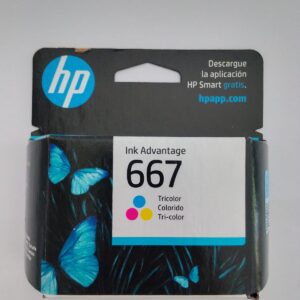 hp
Descargue
la aplicación
HP Smart gratis.
hpapp.com
Ink Advantage
667
Tricolor
Colorido
Tri-color